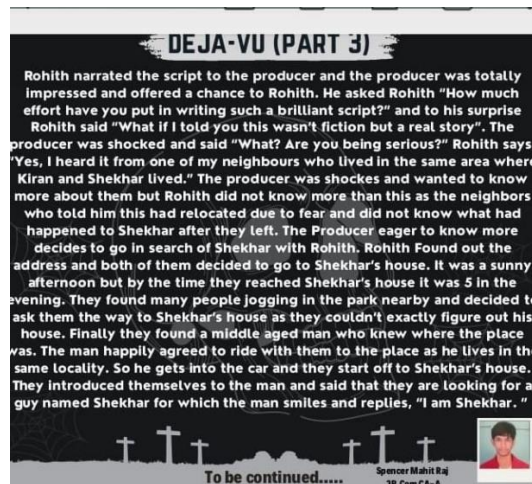 DEJA-VU (PART 3)
Rohith narrated the script to the producer and the producer was totally
impressed and offered a chance to Rohith. He asked Rohith "How much
effort have you put in writing such a brilliant script?" and to his surprise
Rohith said "What if I told you this wasn't fiction but a real story". The
producer was shocked and said "What? Are you being serious?" Rohith says
"Yes, I heard it from one of my neighbours who lived in the same area where
Kiran and Shekhar lived." The producer was shockes and wanted to know
more about them but Rohith did not know more than this as the neighbors
who told him this had relocated due to fear and did not know what had
happened to Shekhar after they left. The Producer eager to know more
decides to go in search of Shekhar with Rohith. Rohith Found out the
address and both of them decided to go to Shekhar's house. It was a sunny
afternoon but by the time they reached Shekhar's house it was 5 in the
evening. They found many people jogging in the park nearby and decided to
ask them the way to Shekhar's house as they couldn't exactly figure out his
house. Finally they found a middle aged man who knew where the place
was. The man happily agreed to ride with them to the place as he lives in the
same locality. So he gets into the car and they start off to Shekhar's house.
They introduced themselves to the man and said that they are looking for a
guy named Shekhar for which the man smiles and replies, "I am Shekhar. "
To be continued.....
Spencer Mahit Raj